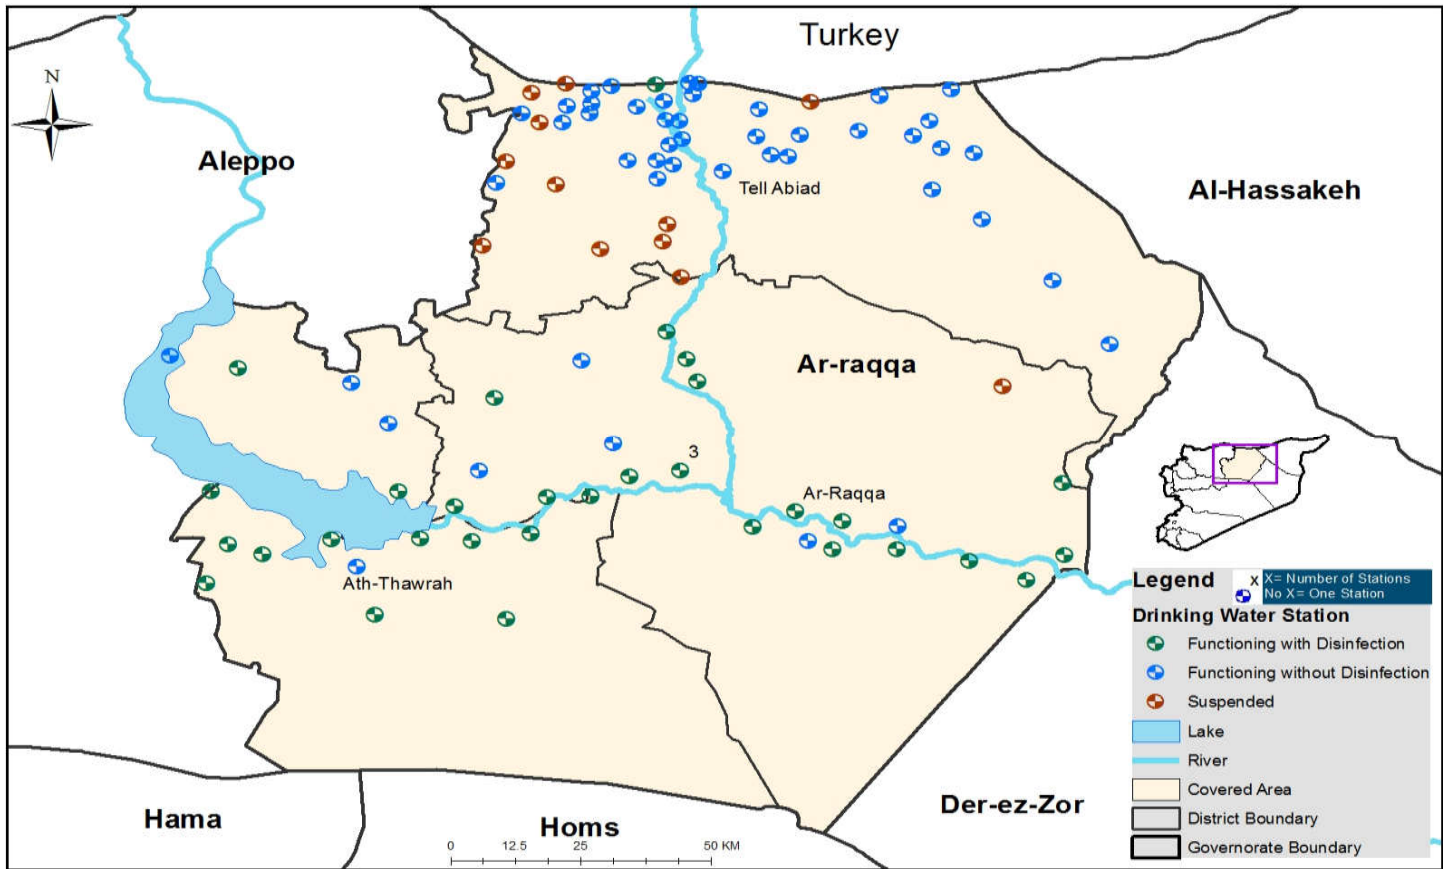 Turkey
N
Aleppo
Al-Hassakeh
Tell Abiad
Ar-raqqa
3
Ar-Raqqa
Ath-Thawrah
Legend
X X= Number of Stations
No X= One Station
Drinking Water Station
Functioning with Disinfection
Functioning without Disinfection
Suspended
Lake
River
Covered Area
District Boundary
Governorate Boundary
Der-ez-Zor
Hama
Homs
0 12.5 25 50 KM